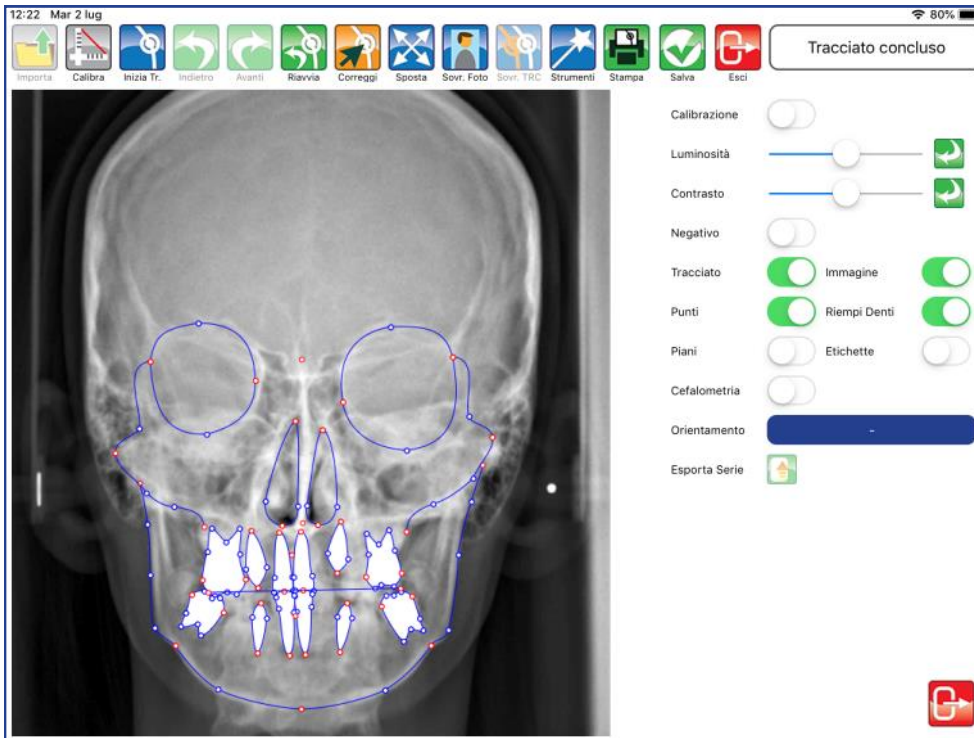 12:22 Mar 2 lug
80%
Importa Calibra Inizia Tr. Indietro Avanti Riavvia Correggi Sposta Sovr. Foto Sovr. TRC Strumenti Stampa Salva Esci
Tracciato concluso
Calibrazione
Luminosità
Contrasto
Negativo
Tracciato Immagine
Punti Riempi Denti
Piani Etichette
Cefalometria
Orientamento -
Esporta Serie